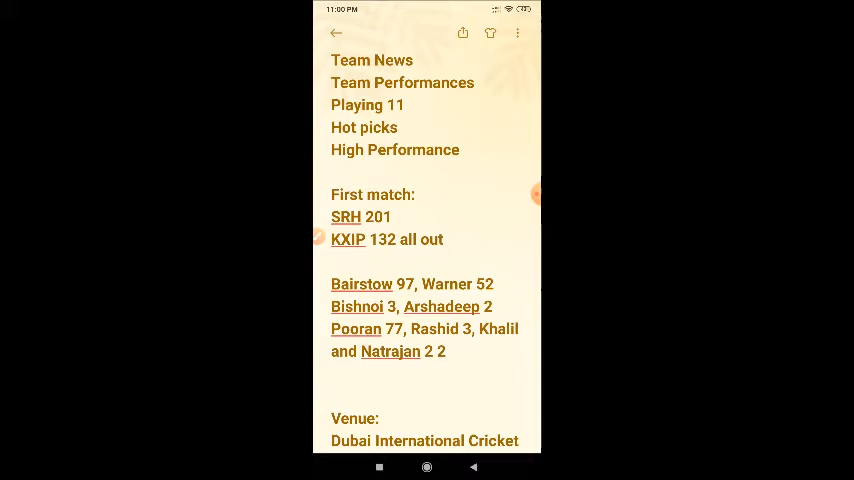 11:00 PM
Team News
Team Performances
Playing 11
Hot picks
High Performance
First match:
SRH 201
KXIP 132 all out
Bairstow 97, Warner 52
Bishnoi 3, Arshadeep 2
Pooran 77, Rashid 3, Khalil
and Natrajan 2 2
Venue:
Dubai International Cricket